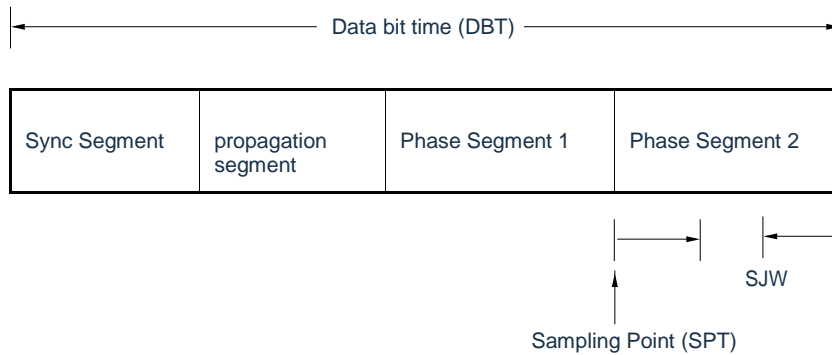 Data bit time (DBT)
Sync Segment
propagation
segment
Phase Segment 1
Phase Segment 2
SJW
Sampling Point (SPT)